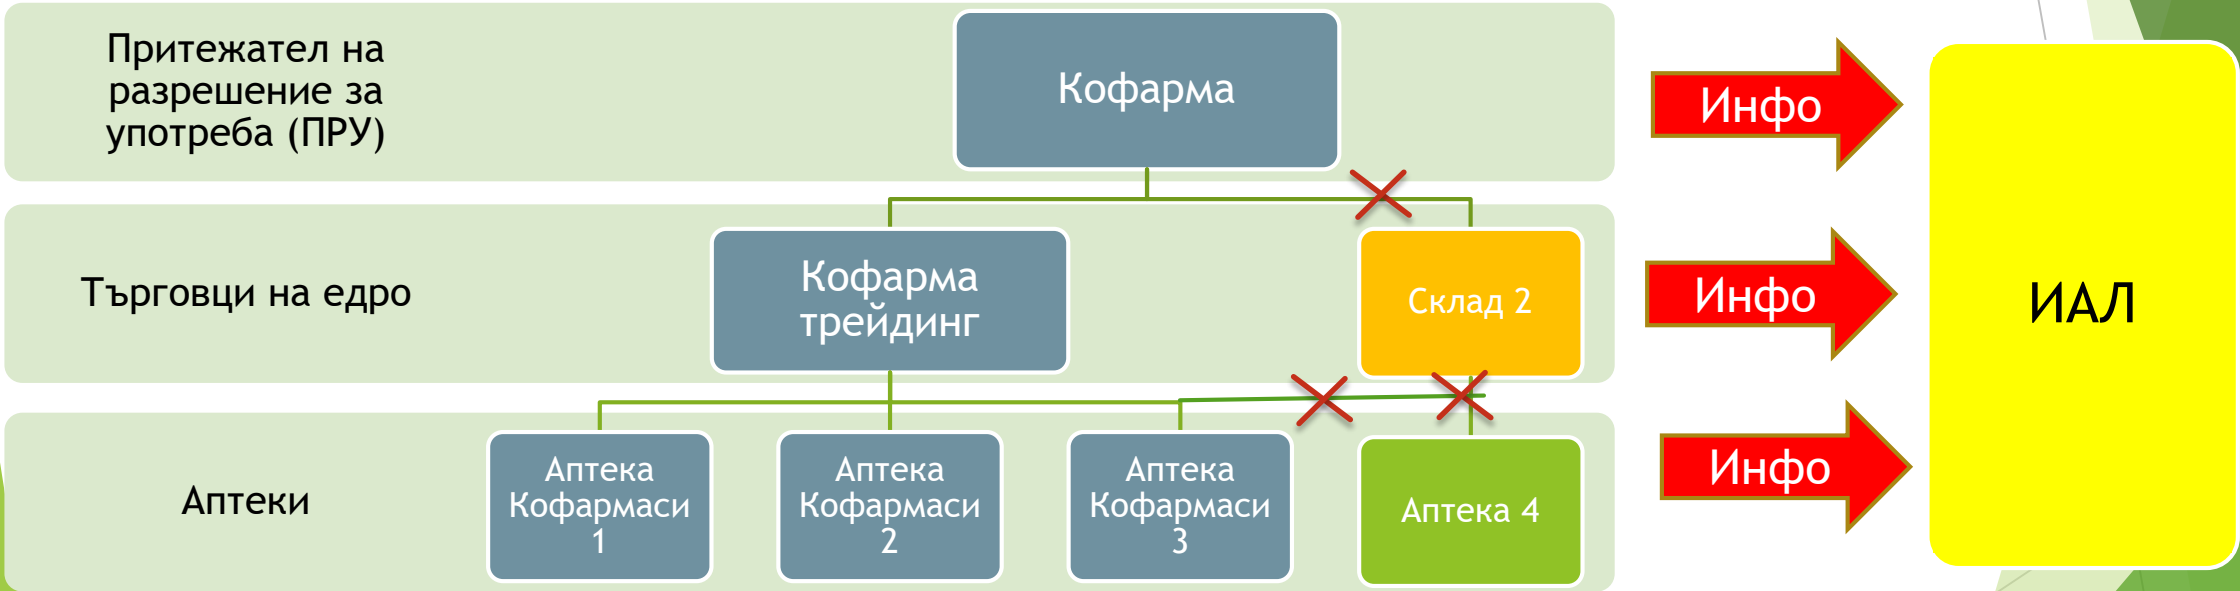 Притежател на
разрешение за
употреба (ПРУ)
Кофарма
Инфо
Търговци на едро
Кофарма
трейдинг
Склад 2
Инфо
ИАЛ
Аптеки
Аптека
Кофармаси
1
Аптека
Кофармаси
2
Аптека
Кофармаси
3
Аптека 4
Инфо